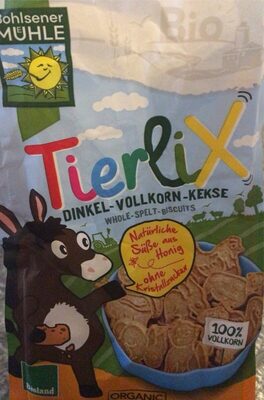 Bohlsener
MÜHLE
Bio
TierliX
DINKEL-VOLLKORN-KEKSE
WHOLE-SPELT-BISCUITS
Natürliche
Süße aus
Honig
ohne
Kristallzucker
100%
VOLLKORN
Bioland
ORGANIC